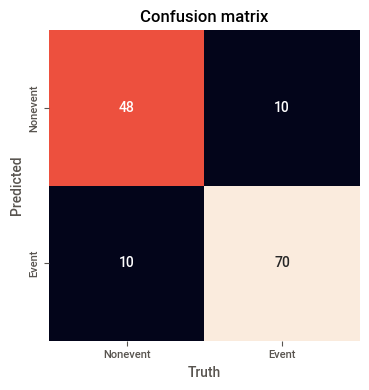 Confusion matrix
Predicted
Nonevent
48
10
Event
10
70
Nonevent
Event
Truth